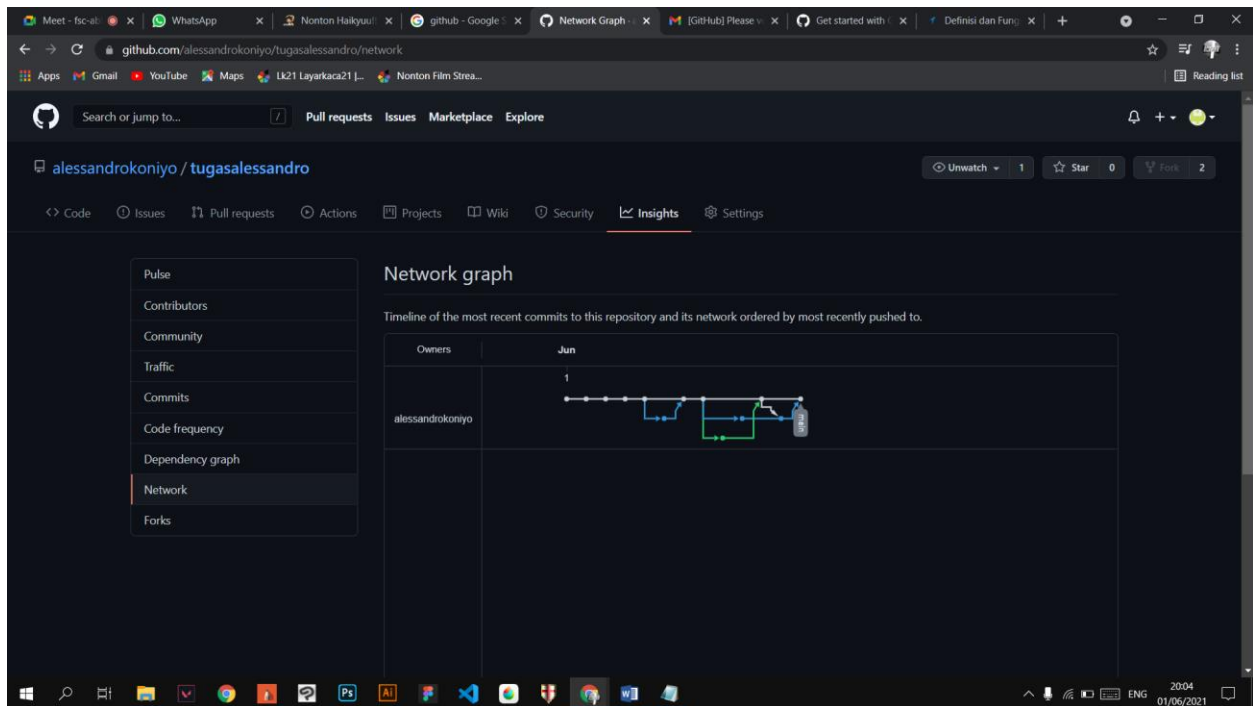 Meet - fsc-ab
WhatsApp
Nonton Haikyuu!
github - Google S
Network Graph
[GitHub] Please v
Get started with
Definisi dan Fung
github.com/alessandrokoniyo/tugasalessandro/network
Apps Gmail YouTube Maps Lk21 Layarkaca21 |... Nonton Film Strea... Reading list
Search or jump to... / Pull requests Issues Marketplace Explore
alessandrokoniyo / tugasalessandro Unwatch 1 Star 0 Fork 2
Code Issues Pull requests Actions Projects Wiki Security Insights Settings
Pulse
Contributors
Community
Traffic
Commits
Code frequency
Dependency graph
Network
Forks
Network graph
Timeline of the most recent commits to this repository and its network ordered by most recently pushed to.
Owners Jun
1
alessandrokoniyo
main
Ps Ai ENG 20:04
01/06/2021